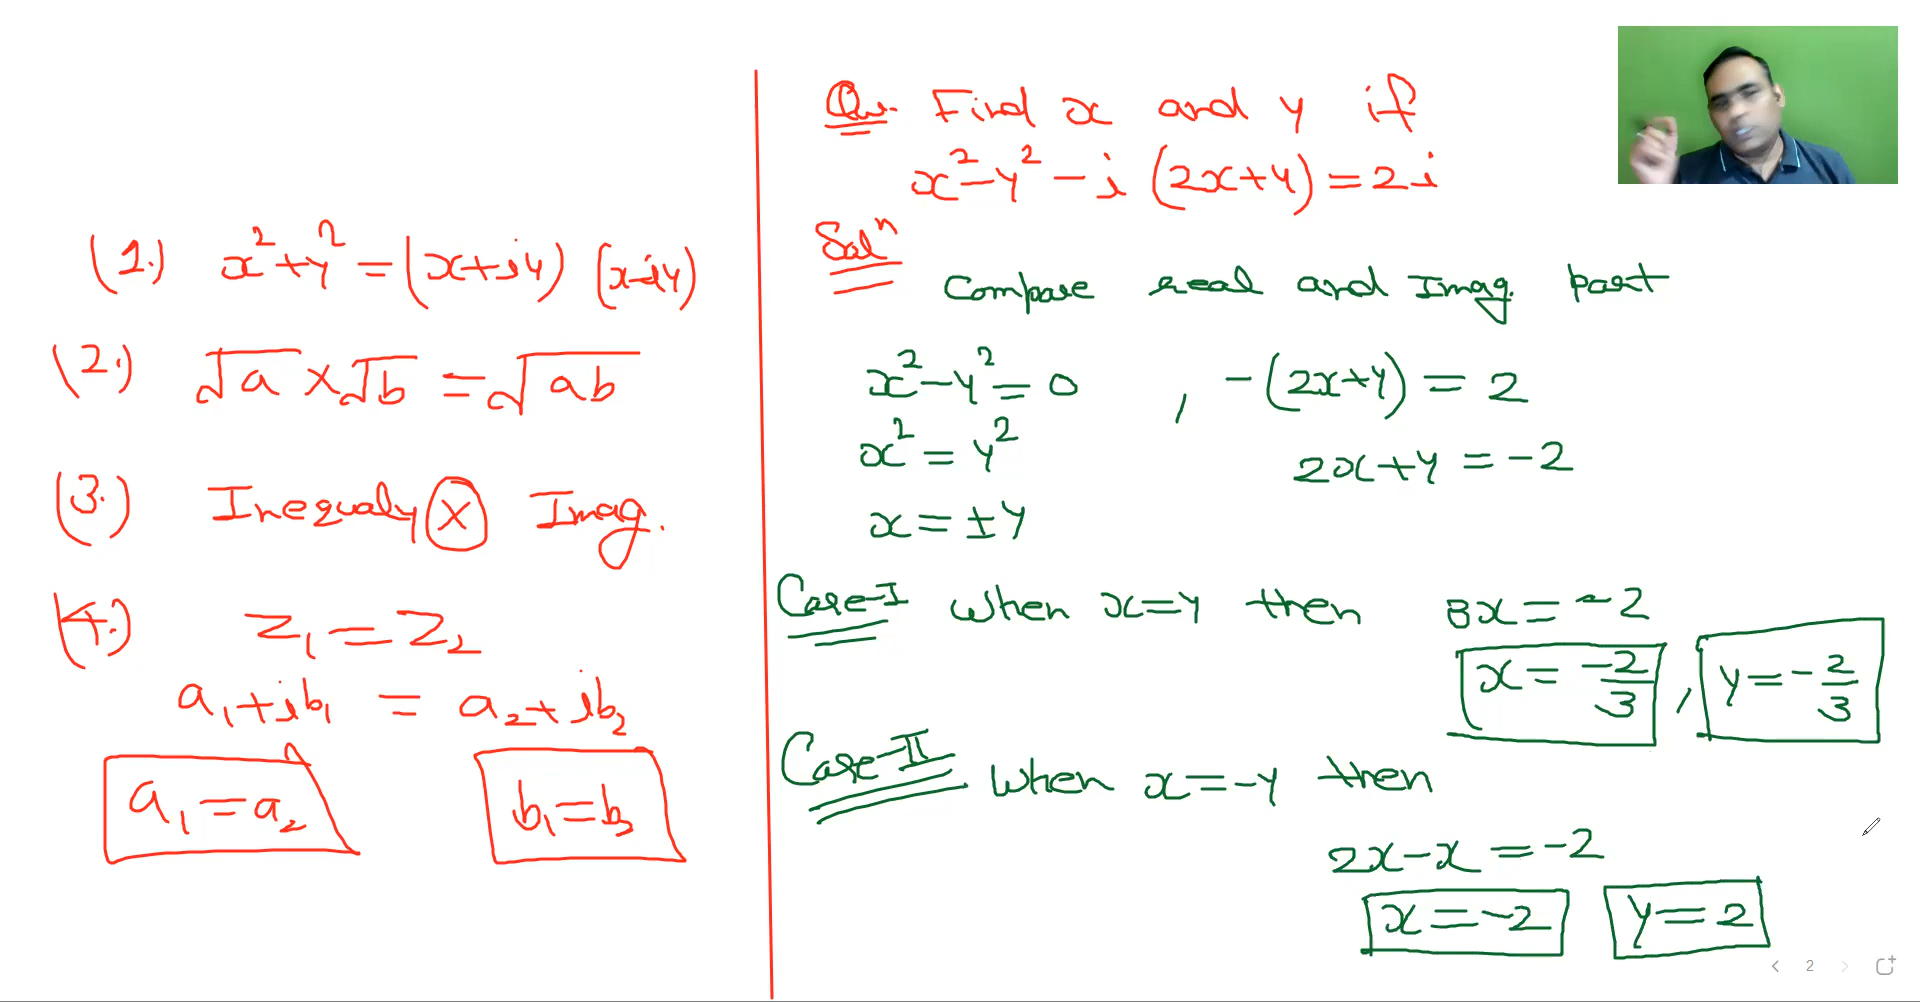 (1.) x² + y² = (x+iy) (x-iy)
(2.) √a × √b = √ab
(3.) Inequaly ⓧ Imag.
(4.) z₁ = z₂
a₁+ib₁ = a₂+ib₂
a₁ = a₂ b₁ = b₂
Qu. Find x and y if
x² - y² - i (2x+y) = 2i
Solⁿ
Compare real and Imag. part
x² - y² = 0 , -(2x+y) = 2
x² = y² 2x+y = -2
x = ±y
Case-I when x=y then 3x = -2
x = -2/3 , y = -2/3
Case-II when x = -y then
2x - x = -2
x = -2 y = 2
2